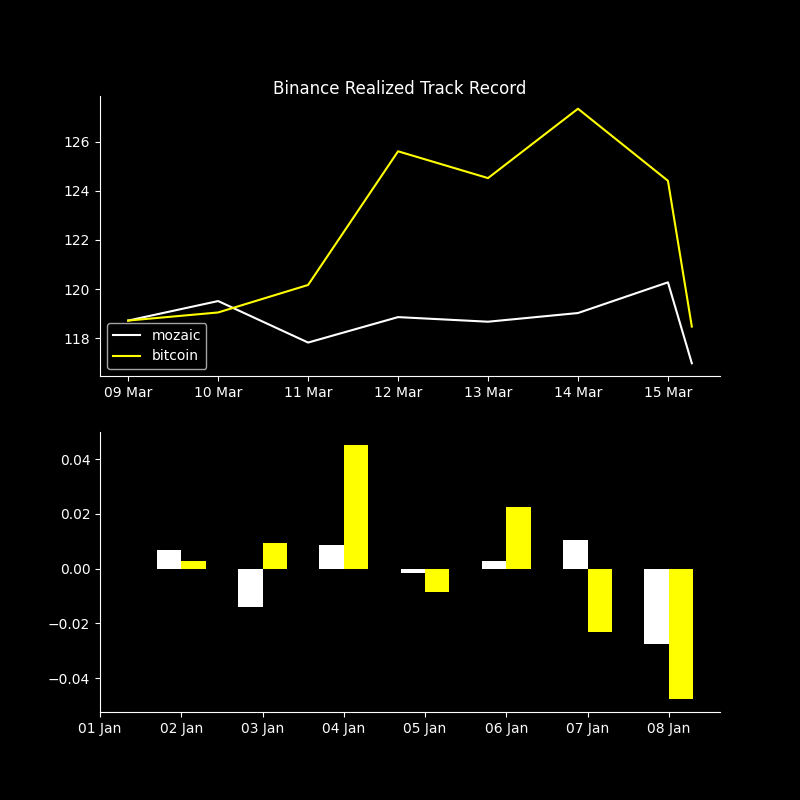 Binance Realized Track Record
126
124
122
120
118
mozaic
bitcoin
09 Mar 10 Mar 11 Mar 12 Mar 13 Mar 14 Mar 15 Mar
0.04
0.02
0.00
−0.02
−0.04
01 Jan 02 Jan 03 Jan 04 Jan 05 Jan 06 Jan 07 Jan 08 Jan